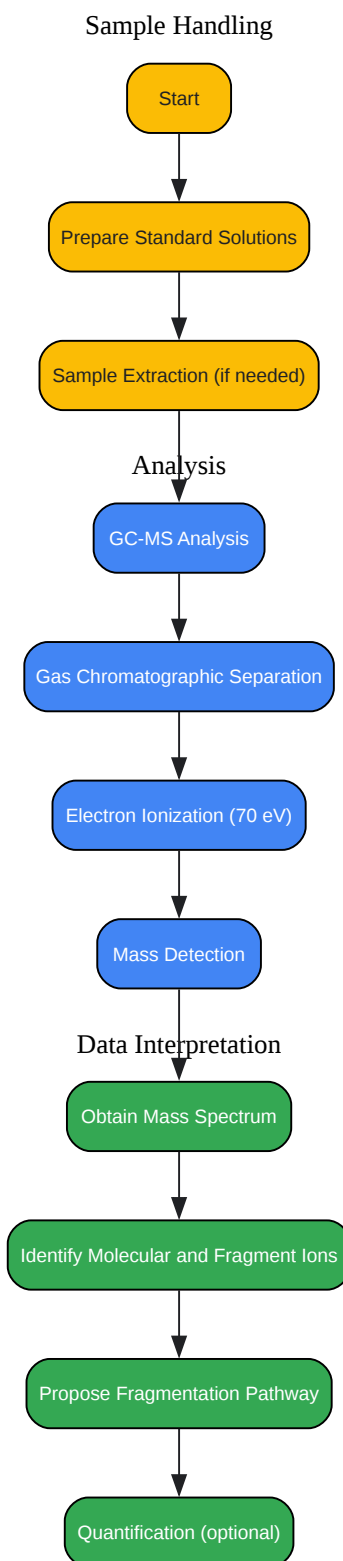 Sample Handling
Start
Prepare Standard Solutions
Sample Extraction (if needed)
Analysis
GC-MS Analysis
Gas Chromatographic Separation
Electron Ionization (70 eV)
Mass Detection
Data Interpretation
Obtain Mass Spectrum
Identify Molecular and Fragment Ions
Propose Fragmentation Pathway
Quantification (optional)